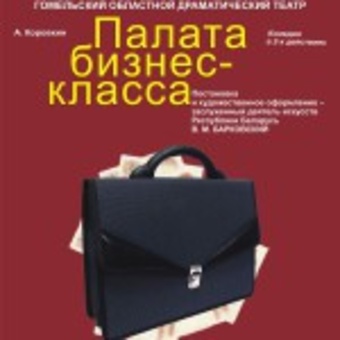 ГОМЕЛЬСКИЙ ОБЛАСТНОЙ ДРАМАТИЧЕСКИЙ ТЕАТР
А. Коровкин
Палата
бизнес-
класса
Комедия
в 2-х действиях
Постановка
и художественное оформление –
заслуженный деятель искусств
Республики Беларусь
В. М. БАРКОВСКИЙ